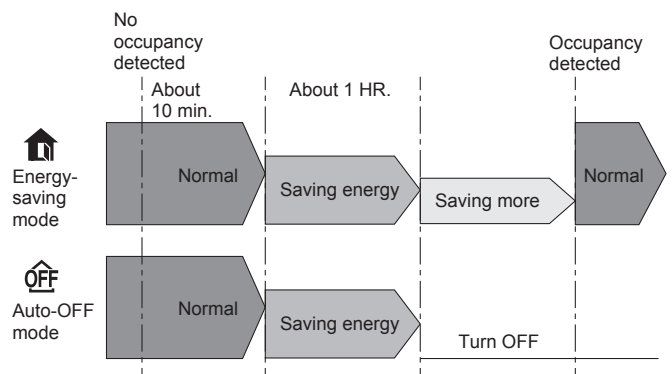 No
occupancy
detected
Occupancy
detected
About
10 min.
About 1 HR.
Energy-
saving
mode
Normal
Saving energy
Saving more
Normal
OFF
Auto-OFF
mode
Normal
Saving energy
Turn OFF